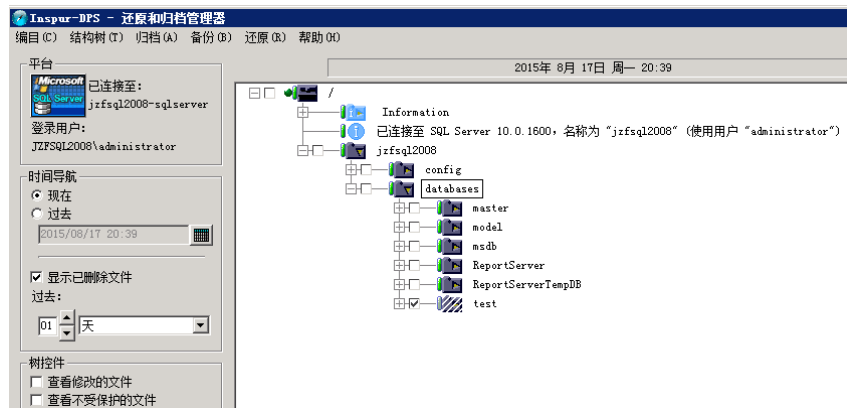 Inspur-DPS - 还原和归档管理器
编目(C) 结构树(T) 归档(A) 备份(B) 还原(R) 帮助(H)
平台
Microsoft
SQL Server
已连接至:
jzfsql2008-sqlserver
登录用户:
JZFSQL2008\administrator
时间导航
现在
过去
2015/08/17 20:39
显示已删除文件
过去:
01 天
树控件
查看修改的文件
查看不受保护的文件
2015年 8月 17日 周一 20:39
/
Information
已连接至 SQL Server 10.0.1600，名称为 "jzfsql2008" (使用用户 "administrator")
jzfsql2008
config
databases
master
model
msdb
ReportServer
ReportServerTempDB
test